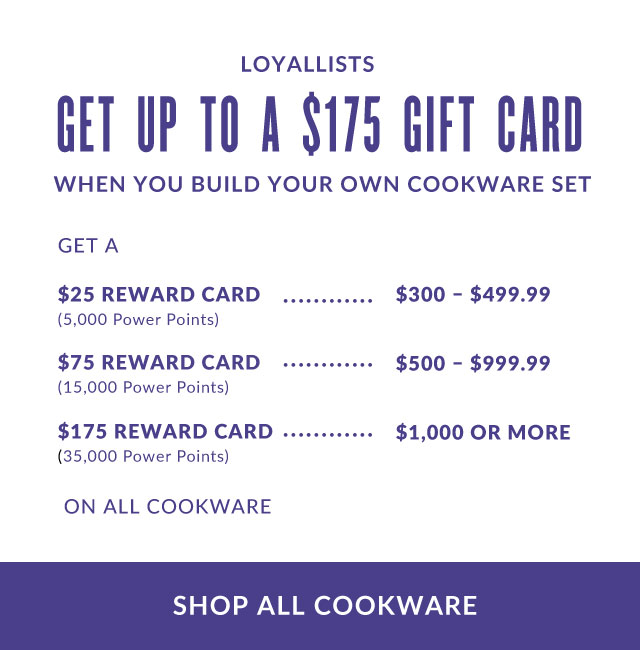 LOYALLISTS
GET UP TO A $175 GIFT CARD
WHEN YOU BUILD YOUR OWN COOKWARE SET
GET A
$25 REWARD CARD ............ $300 – $499.99
(5,000 Power Points)
$75 REWARD CARD ............ $500 – $999.99
(15,000 Power Points)
$175 REWARD CARD ............ $1,000 OR MORE
(35,000 Power Points)
ON ALL COOKWARE
SHOP ALL COOKWARE